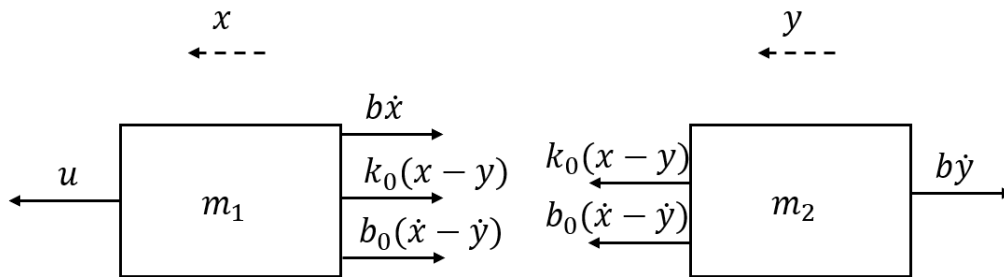 x
y
bẋ
u
k₀(x − y)
m₁
b₀(ẋ − ẏ)
k₀(x − y)
b₀(ẋ − ẏ)
m₂
bẏ